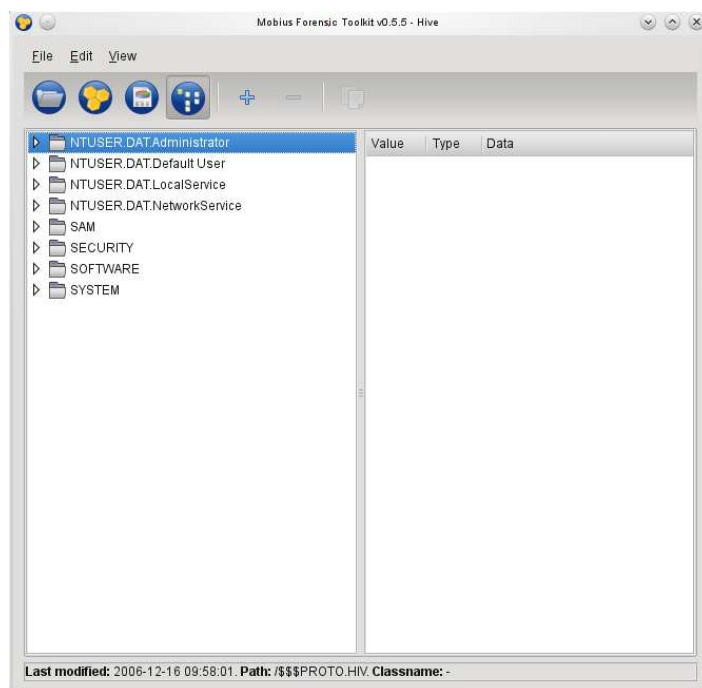 Mobius Forensic Toolkit v0.5.5 - Hive
File Edit View
NTUSER.DAT.Administrator
NTUSER.DAT.Default User
NTUSER.DAT.LocalService
NTUSER.DAT.NetworkService
SAM
SECURITY
SOFTWARE
SYSTEM
Value Type Data
Last modified: 2006-12-16 09:58:01. Path: /$$$PROTO.HIV. Classname: -